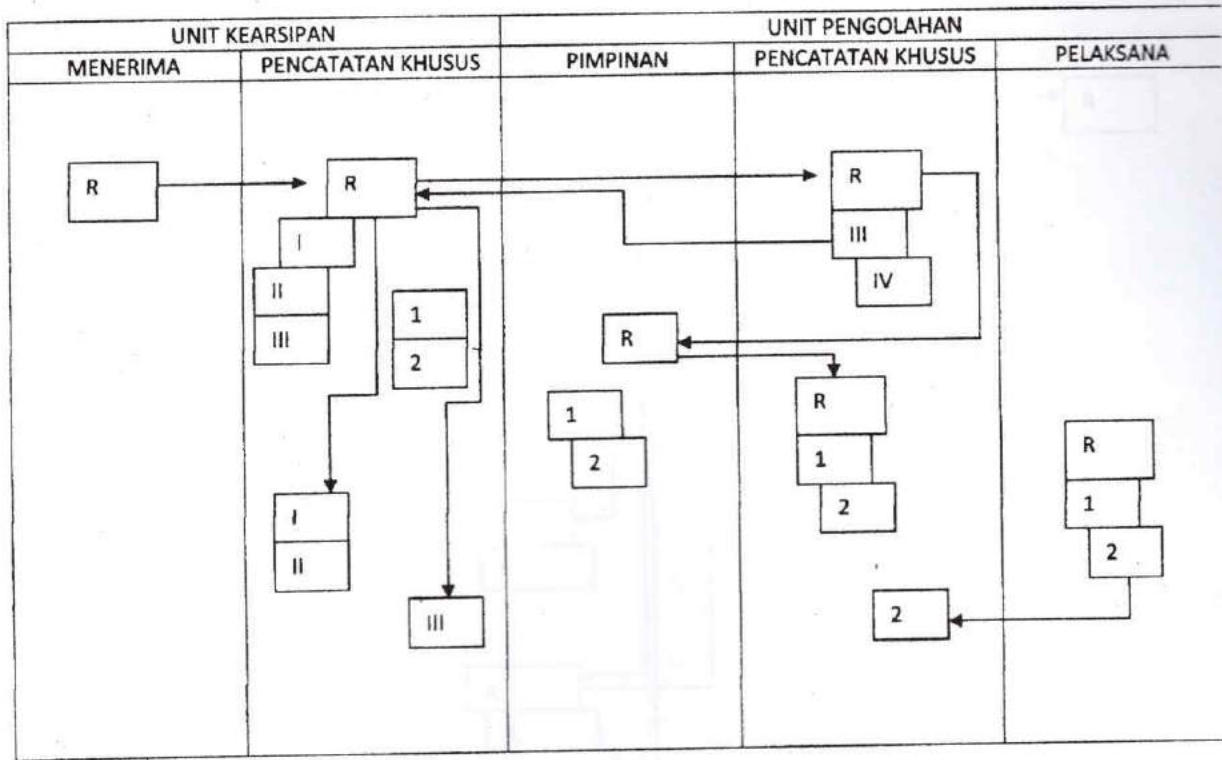 UNIT KEARSIPAN
UNIT PENGOLAHAN
MENERIMA
PENCATATAN KHUSUS
PIMPINAN
PENCATATAN KHUSUS
PELAKSANA
R
R
I
II
III
1
2
I
II
III
R
1
2
R
III
IV
R
1
2
2
R
1
2